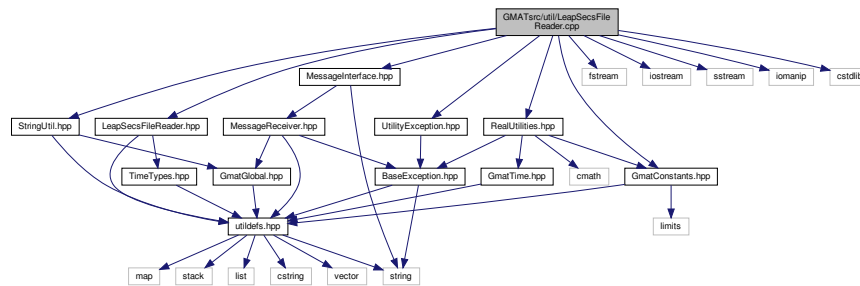 GMATsrc/util/LeapSecsFile
Reader.cpp
MessageInterface.hpp
fstream
iostream
sstream
iomanip
cstdlib
StringUtil.hpp
LeapSecsFileReader.hpp
MessageReceiver.hpp
UtilityException.hpp
RealUtilities.hpp
TimeTypes.hpp
GmatGlobal.hpp
BaseException.hpp
GmatTime.hpp
cmath
GmatConstants.hpp
utildefs.hpp
limits
map
stack
list
cstring
vector
string